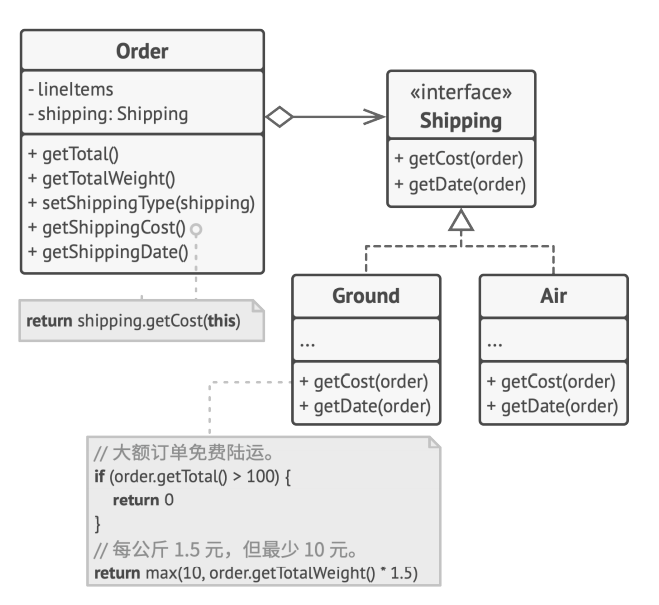 Order
- lineItems
- shipping: Shipping
+ getTotal()
+ getTotalWeight()
+ setShippingType(shipping)
+ getShippingCost()
+ getShippingDate()
return shipping.getCost(this)
«interface»
Shipping
+ getCost(order)
+ getDate(order)
Ground
...
+ getCost(order)
+ getDate(order)
Air
...
+ getCost(order)
+ getDate(order)
// 大额订单免费陆运。
if (order.getTotal() > 100) {
return 0
}
// 每公斤 1.5 元，但最少 10 元。
return max(10, order.getTotalWeight() * 1.5)